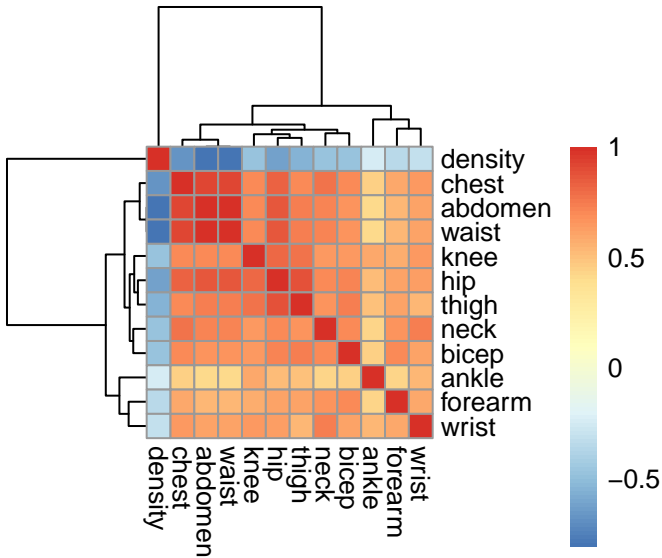 density
chest
abdomen
waist
knee
hip
thigh
neck
bicep
ankle
forearm
wrist
density
chest
abdomen
waist
knee
hip
thigh
neck
bicep
ankle
forearm
wrist
1
0.5
0
−0.5